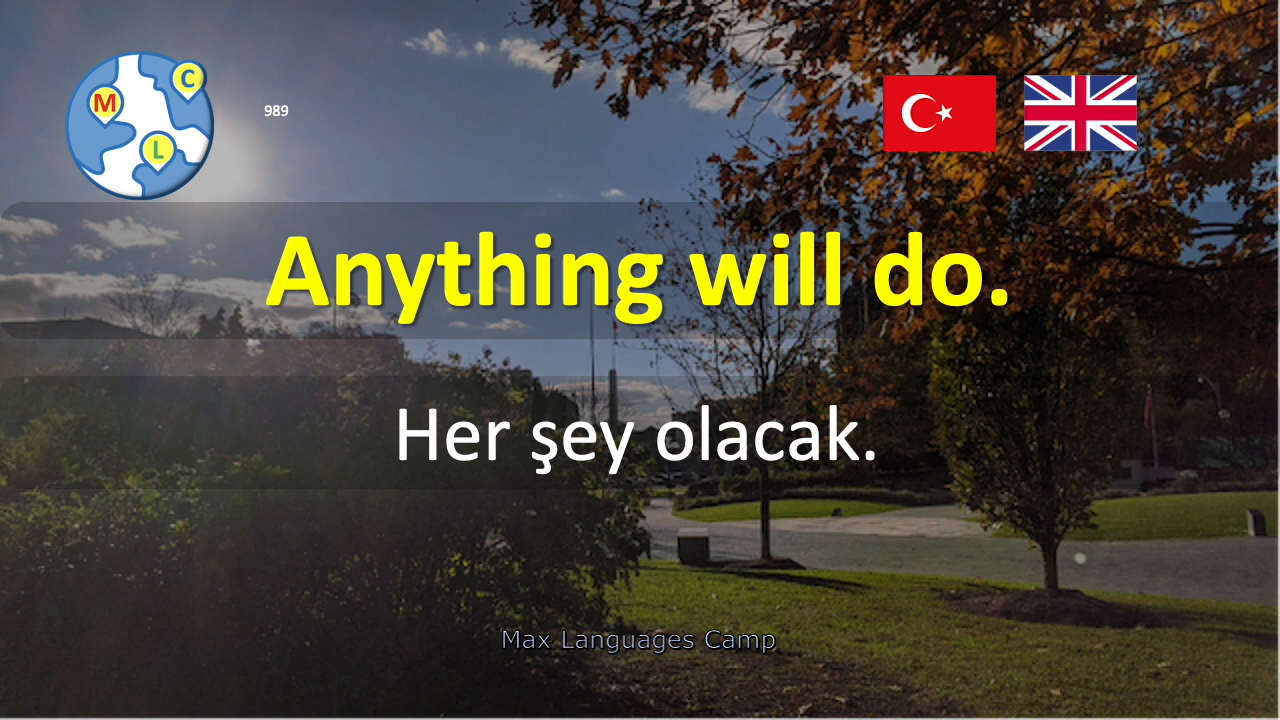 C
M
989
L
Anything will do.
Her şey olacak.
Max Languages Camp